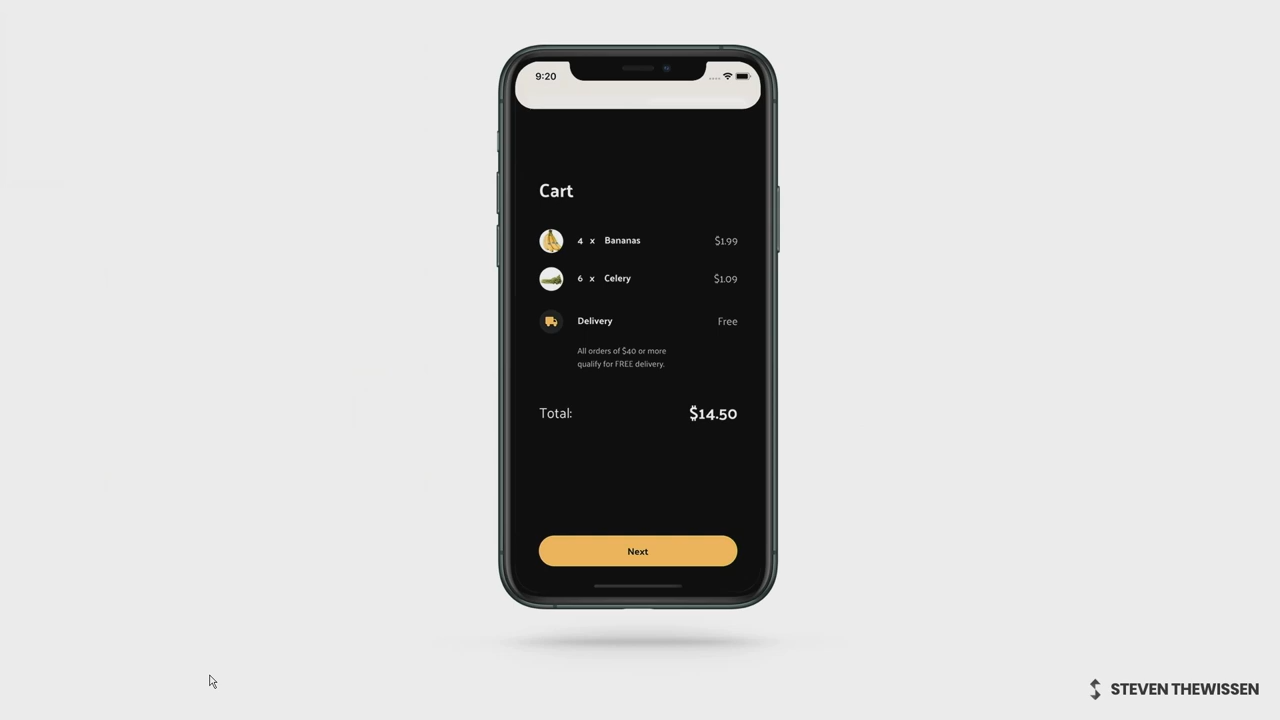 9:20
Cart
4 x Bananas $1.99
6 x Celery $1.09
Delivery Free
All orders of $40 or more
qualify for FREE delivery.
Total: $14.50
Next
STEVEN THEWISSEN